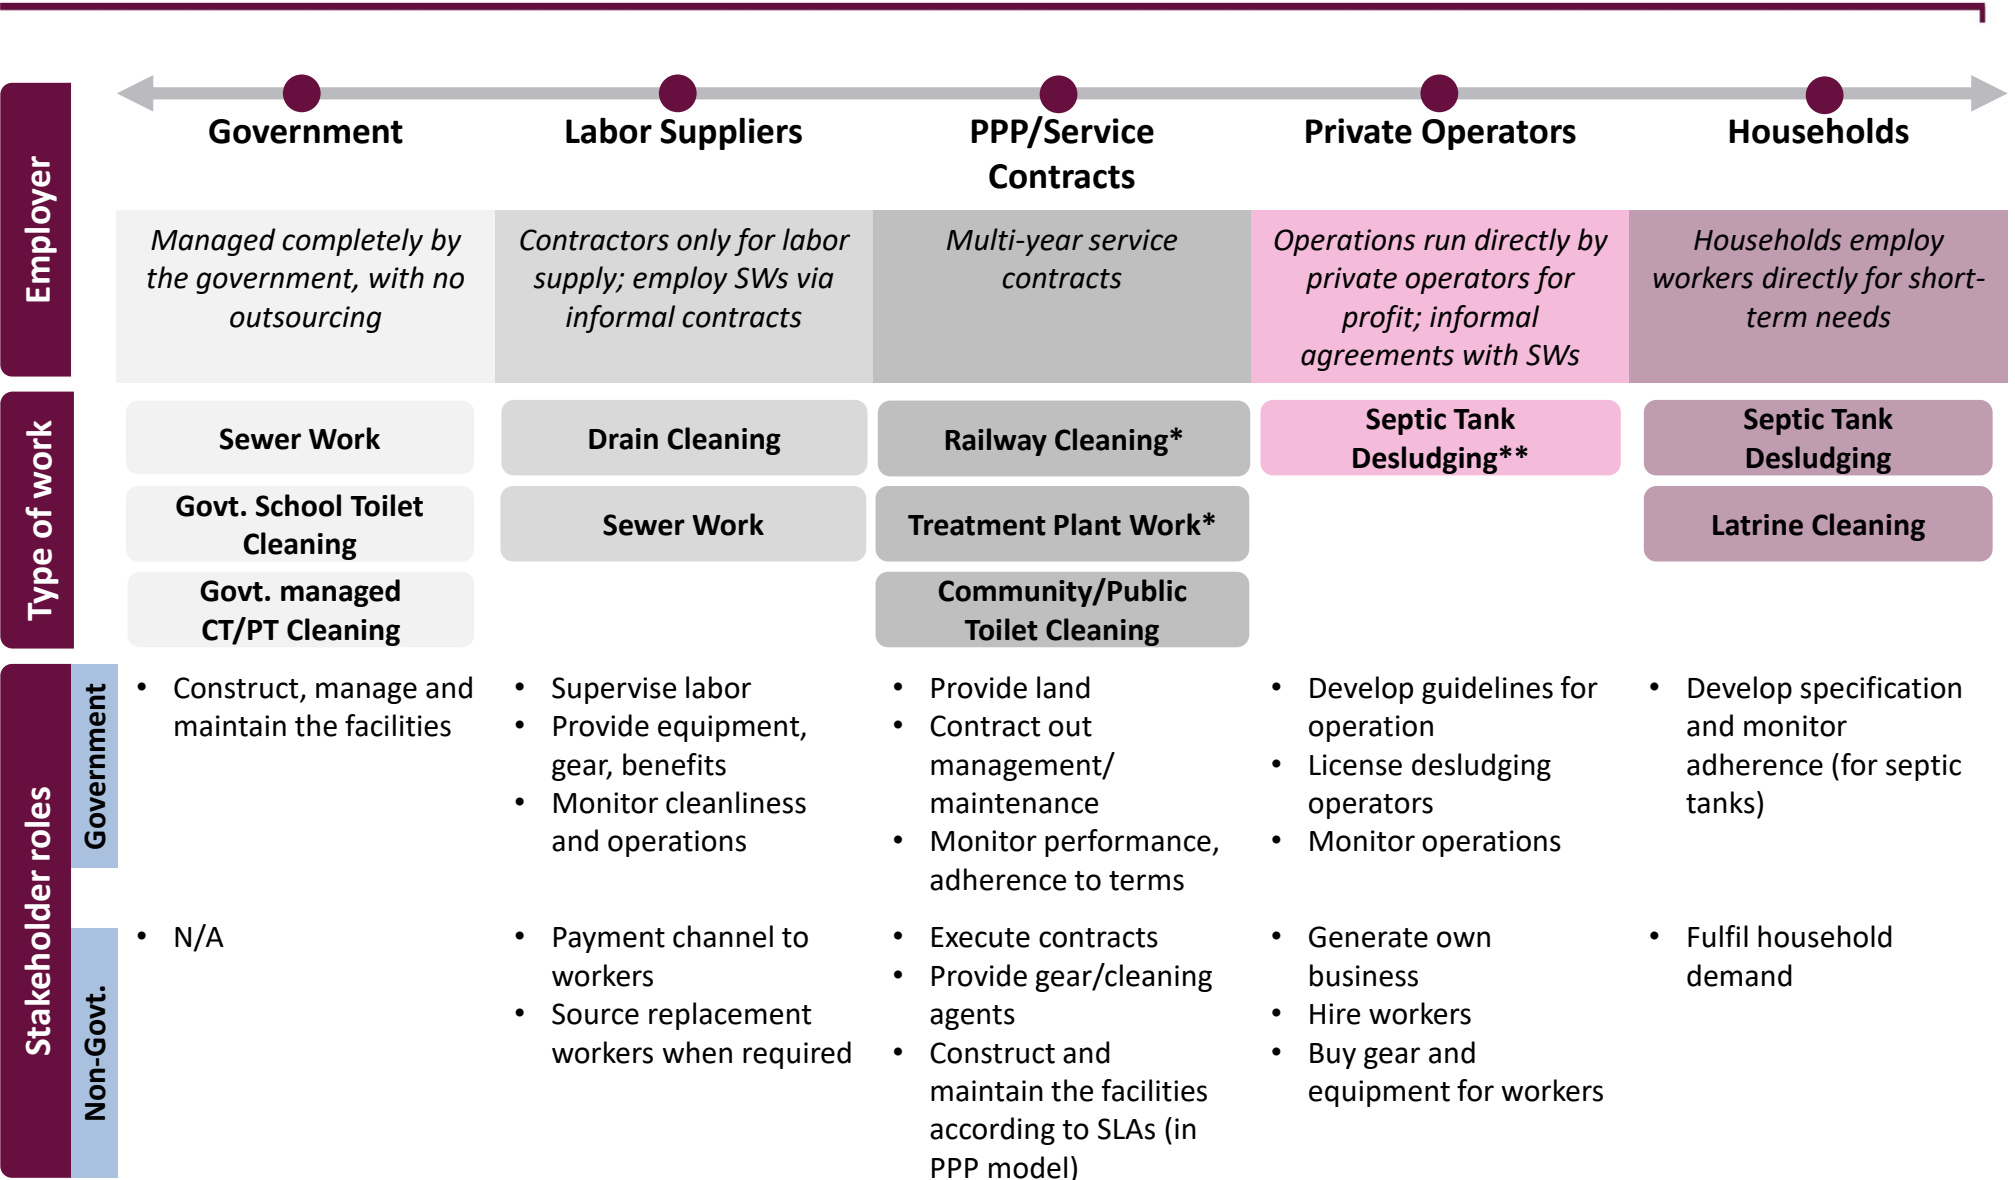 Employer
Government
Labor Suppliers
PPP/Service
Contracts
Private Operators
Households
Managed completely by
the government, with no
outsourcing
Contractors only for labor
supply; employ SWs via
informal contracts
Multi-year service
contracts
Operations run directly by
private operators for
profit; informal
agreements with SWs
Households employ
workers directly for short-
term needs
Type of work
Sewer Work
Govt. School Toilet
Cleaning
Govt. managed
CT/PT Cleaning
Drain Cleaning
Sewer Work
Railway Cleaning*
Treatment Plant Work*
Community/Public
Toilet Cleaning
Septic Tank
Desludging**
Septic Tank
Desludging
Latrine Cleaning
Stakeholder roles
Government
• Construct, manage and
maintain the facilities
• Supervise labor
• Provide equipment,
gear, benefits
• Monitor cleanliness
and operations
• Provide land
• Contract out
management/
maintenance
• Monitor performance,
adherence to terms
• Develop guidelines for
operation
• License desludging
operators
• Monitor operations
• Develop specification
and monitor
adherence (for septic
tanks)
Non-Govt.
• N/A
• Payment channel to
workers
• Source replacement
workers when required
• Execute contracts
• Provide gear/cleaning
agents
• Construct and
maintain the facilities
according to SLAs (in
PPP model)
• Generate own
business
• Hire workers
• Buy gear and
equipment for workers
• Fulfil household
demand